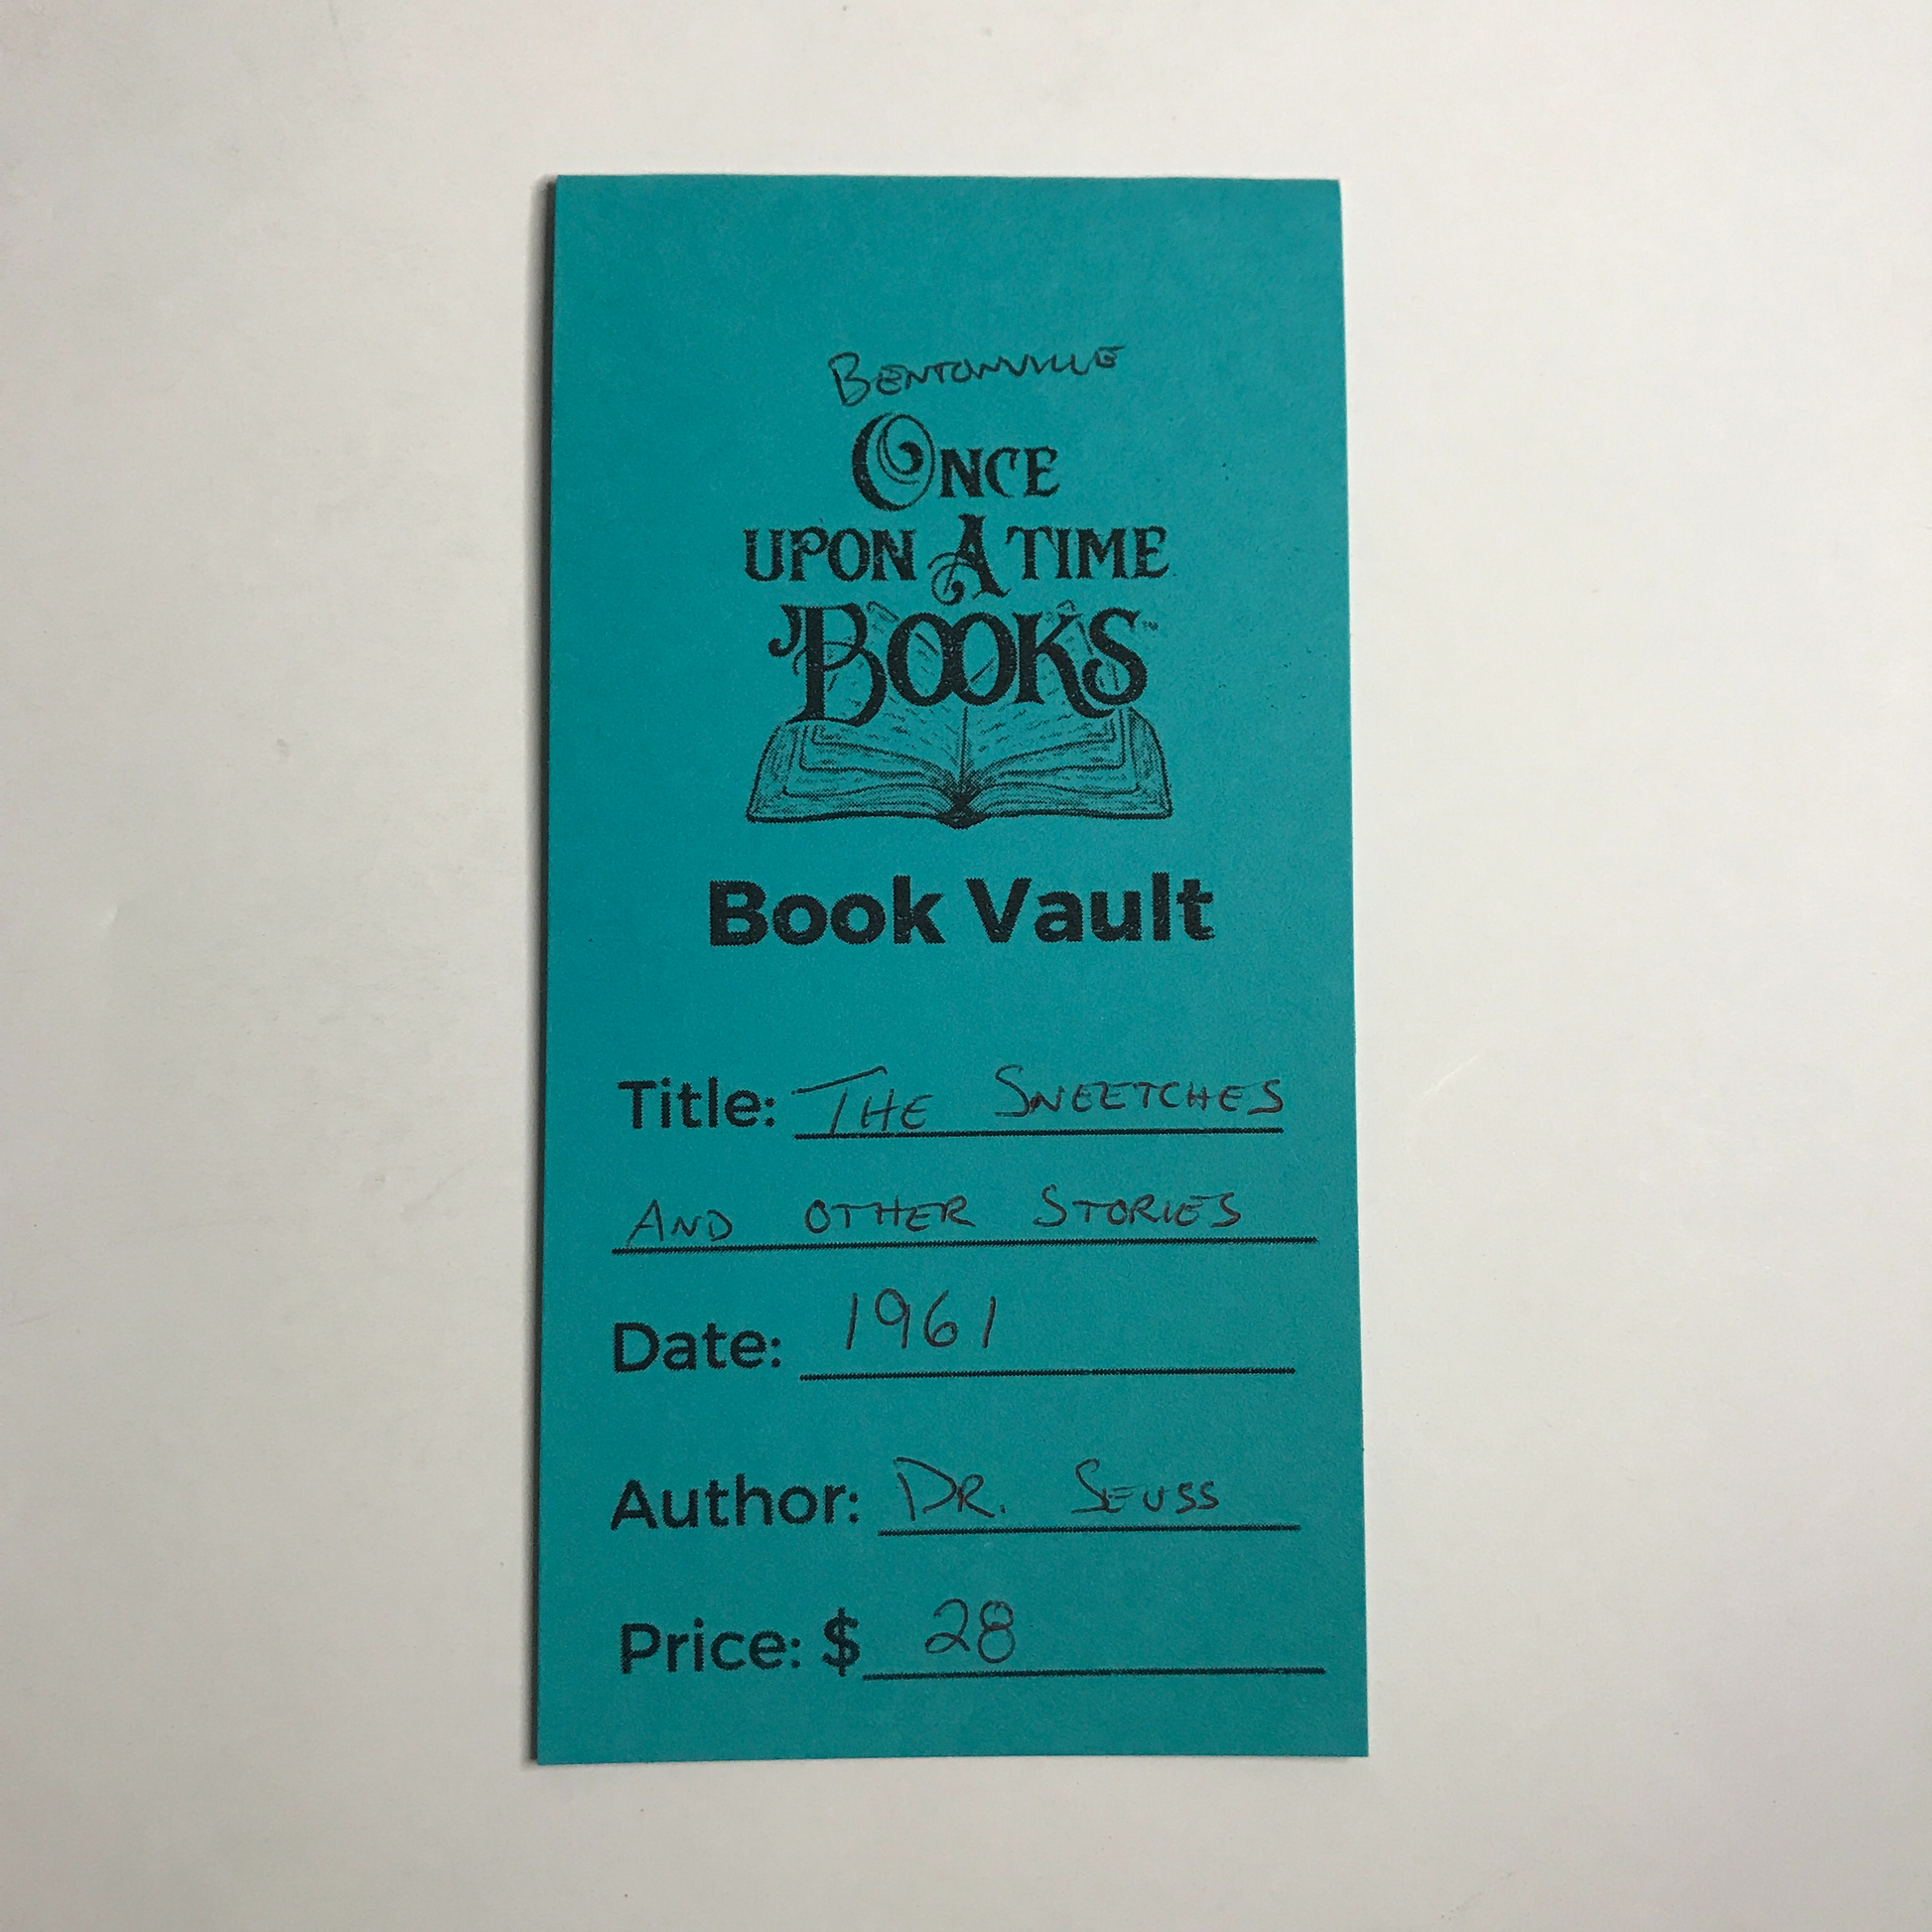 BENTONVILLE
ONCE
UPON A TIME
BOOKS™
Book Vault
Title: THE SNEETCHES
AND OTHER STORIES
Date: 1961
Author: DR. SEUSS
Price: $ 28